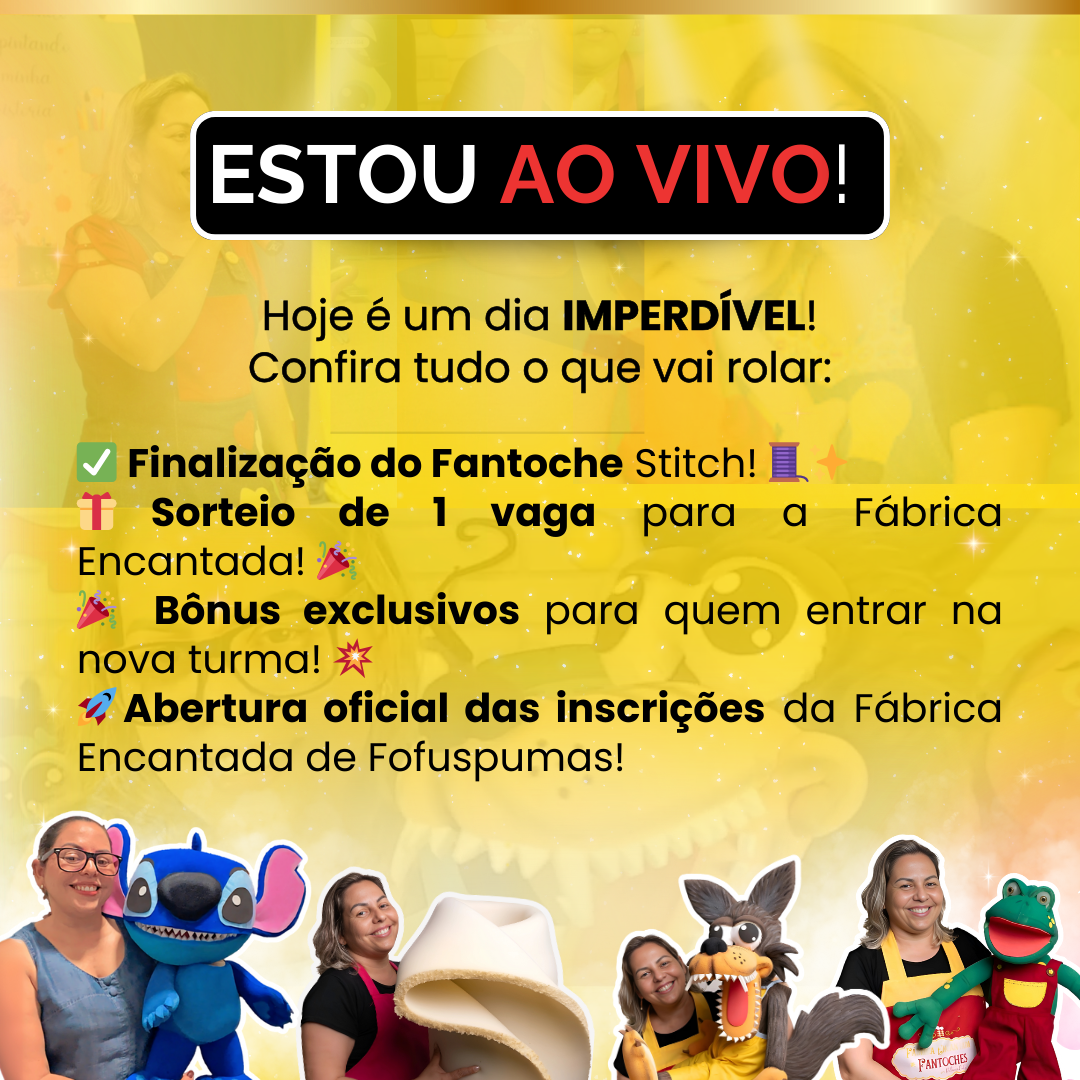 ESTOU AO VIVO!
Hoje é um dia IMPERDÍVEL!
Confira tudo o que vai rolar:
✅ Finalização do Fantoche Stitch! 🧵✨
🎁 Sorteio de 1 vaga para a Fábrica
Encantada! 🎉
🎉 Bônus exclusivos para quem entrar na
nova turma! 💥
🚀Abertura oficial das inscrições da Fábrica
Encantada de Fofuspumas!
FANTOCHES